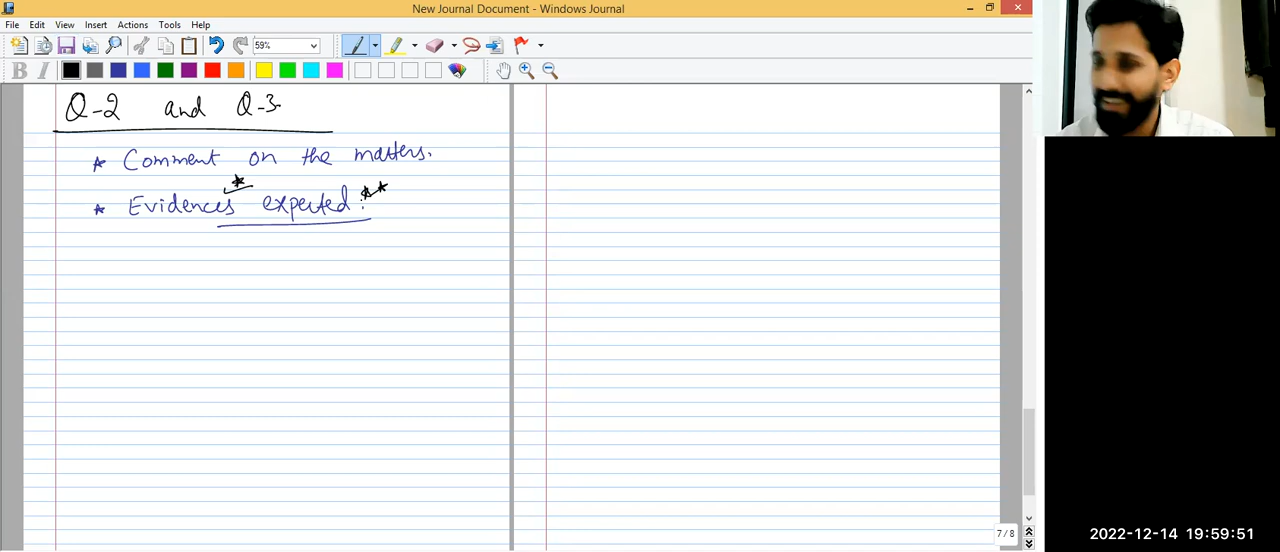 New Journal Document - Windows Journal
File Edit View Insert Actions Tools Help
59%
B I
Q-2 and Q-3
* Comment on the matters.
* Evidences expected.
7 / 8
2022-12-14 19:59:51